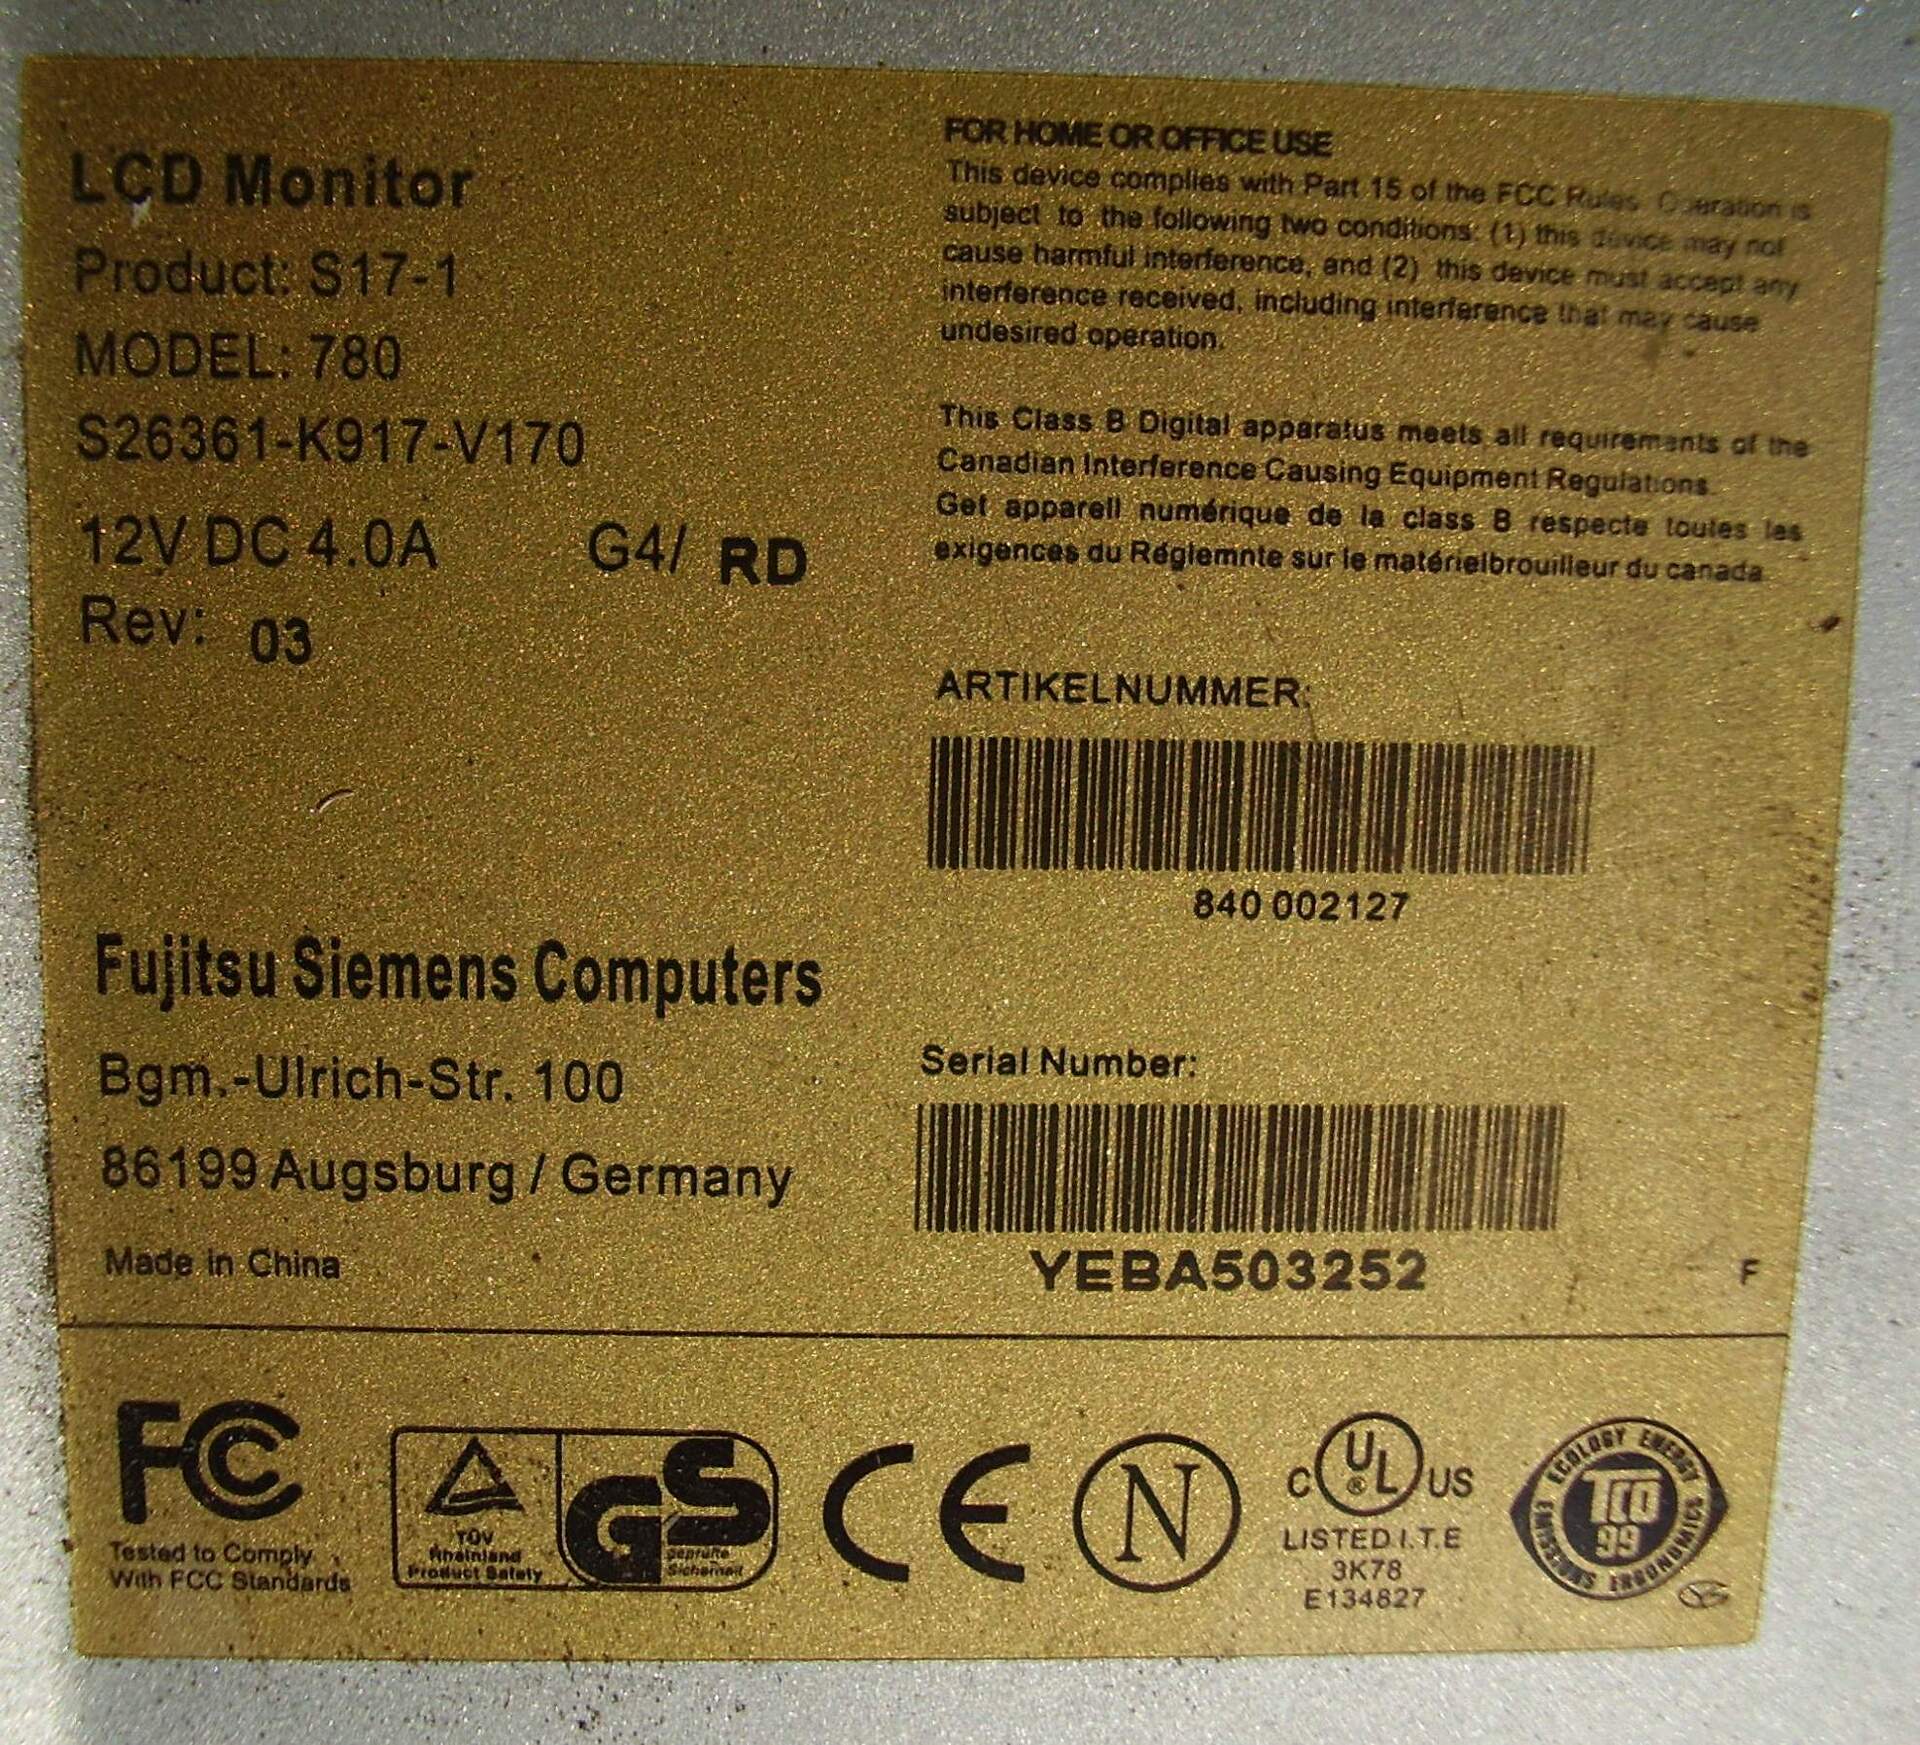 LCD Monitor
Product: S17-1
MODEL: 780
S26361-K917-V170
12V DC 4.0A G4/ RD
Rev: 03
Fujitsu Siemens Computers
Bgm.-Ulrich-Str. 100
86199 Augsburg / Germany
Made in China
FOR HOME OR OFFICE USE
This device complies with Part 15 of the FCC Rules. Operation is
subject to the following two conditions: (1) this device may not
cause harmful interference, and (2) this device must accept any
interference received, including interference that may cause
undesired operation.
This Class B Digital apparatus meets all requirements of the
Canadian Interference Causing Equipment Regulations.
Get apparell numérique de la class B respecte toutes les
exigences du Réglemnte sur le matérielbrouilleur du canada.
ARTIKELNUMMER:
840 002127
Serial Number:
YEBA503252
F
FC
Tested to Comply
With FCC Standards
TÜV
Rheinland
Product Safety
GS
geprüfte
Sicherheit
CE
N
C UL ® US
LISTED I.T.E
3K78
E134827
ECOLOGY ENERGY
TCO
99
EMISSIONS ERGONOMICS